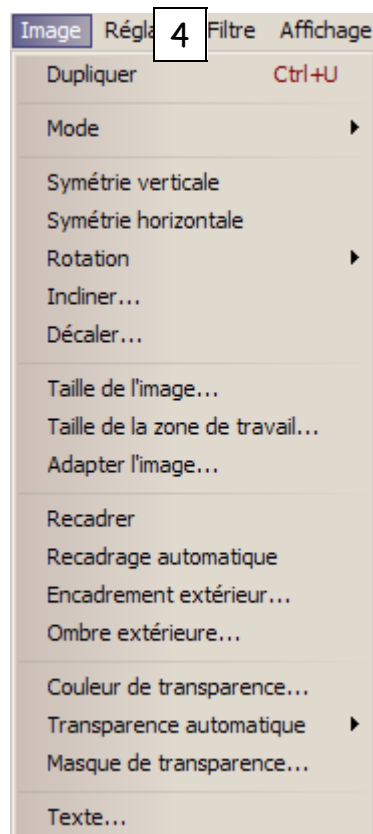 Image Régla 4 Filtre Affichage
Dupliquer Ctrl+U
Mode
Symétrie verticale
Symétrie horizontale
Rotation
Incliner...
Décaler...
Taille de l'image...
Taille de la zone de travail...
Adapter l'image...
Recadrer
Recadrage automatique
Encadrement extérieur...
Ombre extérieure...
Couleur de transparence...
Transparence automatique
Masque de transparence...
Texte...